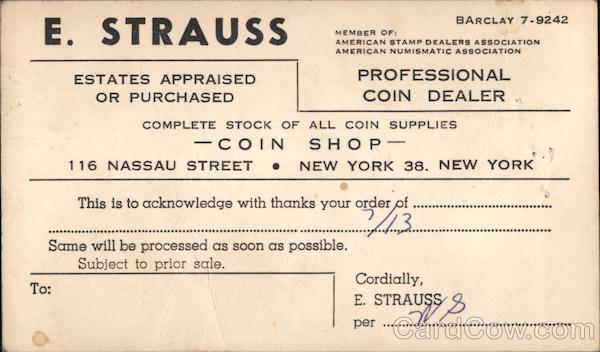 BArclay 7-9242
E. STRAUSS
MEMBER OF:
AMERICAN STAMP DEALERS ASSOCIATION
AMERICAN NUMISMATIC ASSOCIATION
ESTATES APPRAISED
OR PURCHASED
PROFESSIONAL
COIN DEALER
COMPLETE STOCK OF ALL COIN SUPPLIES
— COIN SHOP —
116 NASSAU STREET • NEW YORK 38. NEW YORK
This is to acknowledge with thanks your order of
7/13
Same will be processed as soon as possible.
Subject to prior sale.
To:
Cordially,
E. STRAUSS
per
CardCow.com